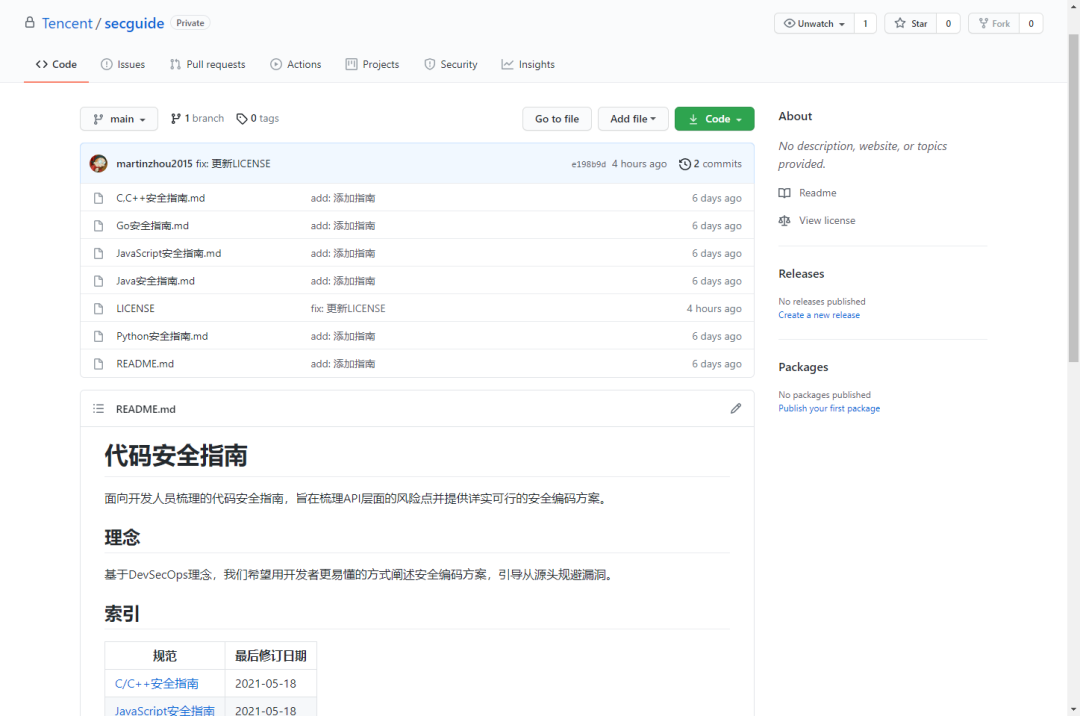 Tencent / secguide Private
Unwatch 1 Star 0 Fork 0
Code Issues Pull requests Actions Projects Security Insights
main 1 branch 0 tags Go to file Add file Code
martinzhou2015 fix: 更新LICENSE e198b9d 4 hours ago 2 commits
C,C++安全指南.md add: 添加指南 6 days ago
Go安全指南.md add: 添加指南 6 days ago
JavaScript安全指南.md add: 添加指南 6 days ago
Java安全指南.md add: 添加指南 6 days ago
LICENSE fix: 更新LICENSE 4 hours ago
Python安全指南.md add: 添加指南 6 days ago
README.md add: 添加指南 6 days ago
README.md
代码安全指南
面向开发人员梳理的代码安全指南，旨在梳理API层面的风险点并提供详实可行的安全编码方案。
理念
基于DevSecOps理念，我们希望用开发者更易懂的方式阐述安全编码方案，引导从源头规避漏洞。
索引
规范 最后修订日期
C/C++安全指南 2021-05-18
JavaScript安全指南 2021-05-18
About
No description, website, or topics
provided.
Readme
View license
Releases
No releases published
Create a new release
Packages
No packages published
Publish your first package